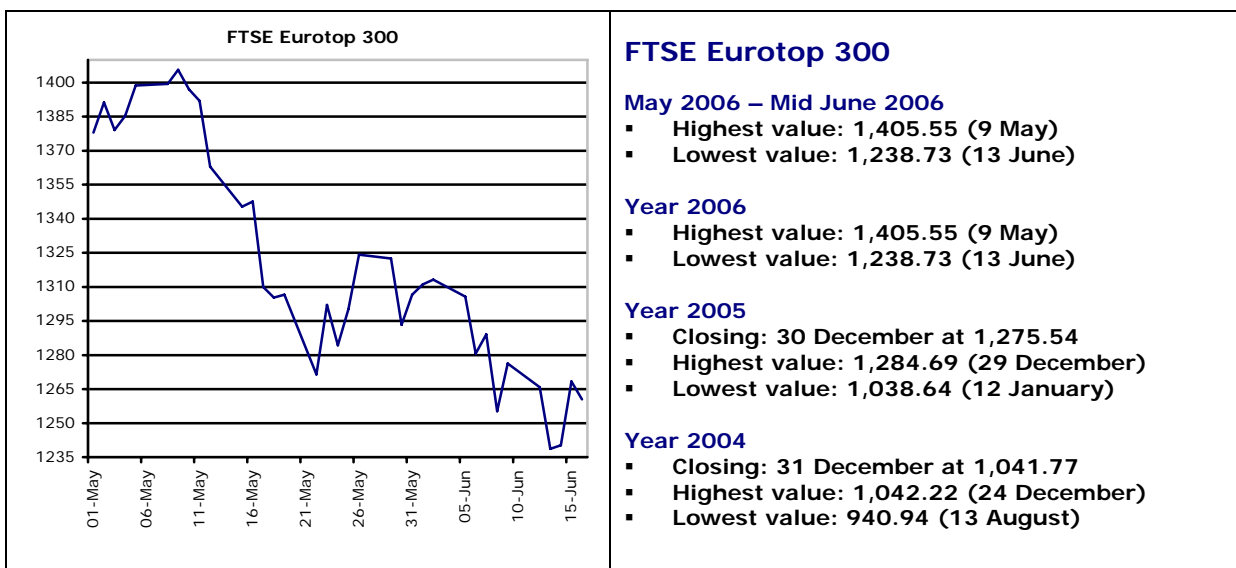 FTSE Eurotop 300
1400
1385
1370
1355
1340
1325
1310
1295
1280
1265
1250
1235
01-May
06-May
11-May
16-May
21-May
26-May
31-May
05-Jun
10-Jun
15-Jun
FTSE Eurotop 300
May 2006 – Mid June 2006
▪ Highest value: 1,405.55 (9 May)
▪ Lowest value: 1,238.73 (13 June)
Year 2006
▪ Highest value: 1,405.55 (9 May)
▪ Lowest value: 1,238.73 (13 June)
Year 2005
▪ Closing: 30 December at 1,275.54
▪ Highest value: 1,284.69 (29 December)
▪ Lowest value: 1,038.64 (12 January)
Year 2004
▪ Closing: 31 December at 1,041.77
▪ Highest value: 1,042.22 (24 December)
▪ Lowest value: 940.94 (13 August)